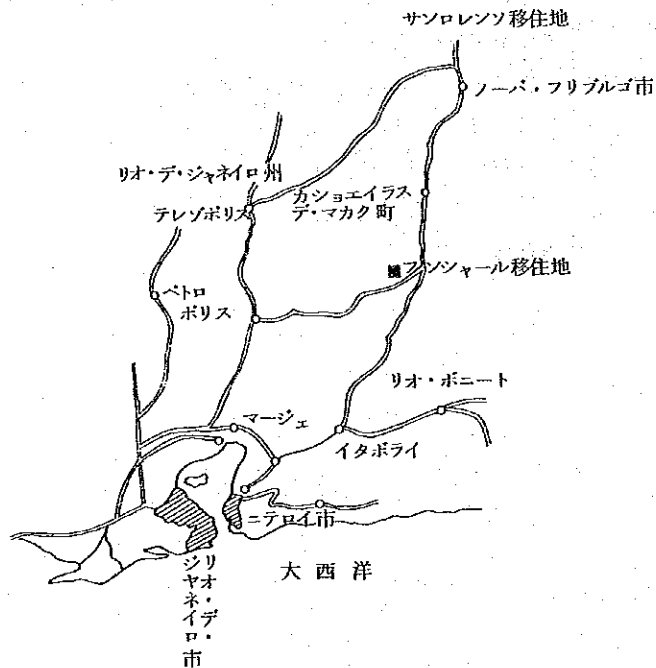 サンロレンソ移住地
ノーバ・フリブルゴ市
リオ・デ・ジャネイロ州
テレゾポリス
カショエイラス
デ・マカク町
フンシャール移住地
ペトロ
ポリス
リオ・ボニート
マージェ
イタボライ
ニテロイ市
大西洋
リオ・デ・
ジャネイロ市